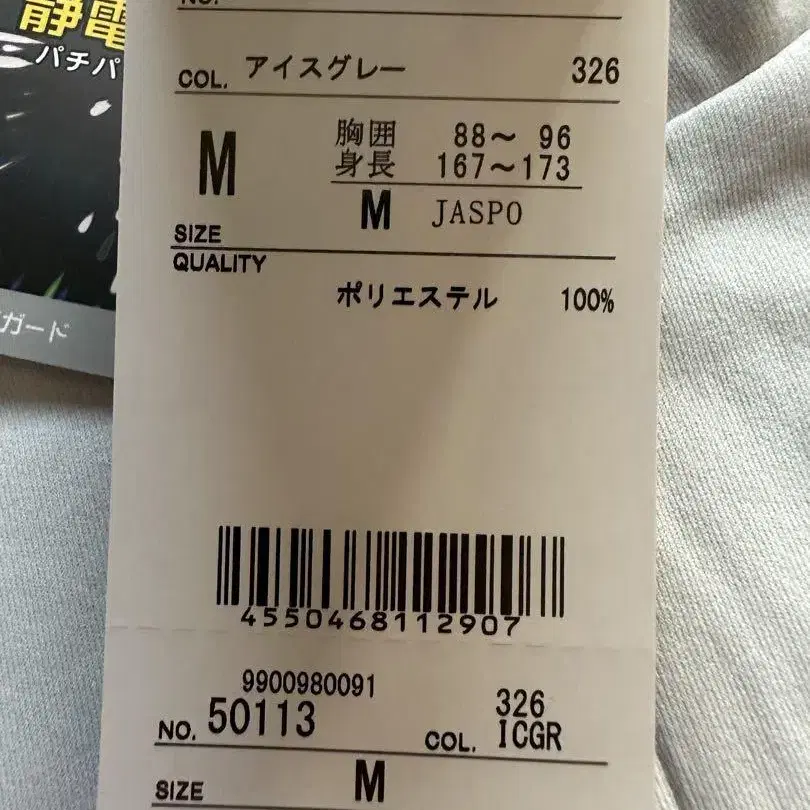 静電
パチパ
ガード
NO.
COL. アイスグレー 326
M
胸囲 88～ 96
身長 167～173
M JASPO
SIZE
QUALITY
ポリエステル 100%
4550468112907
9900980091
NO. 50113
326
COL. ICGR
SIZE M